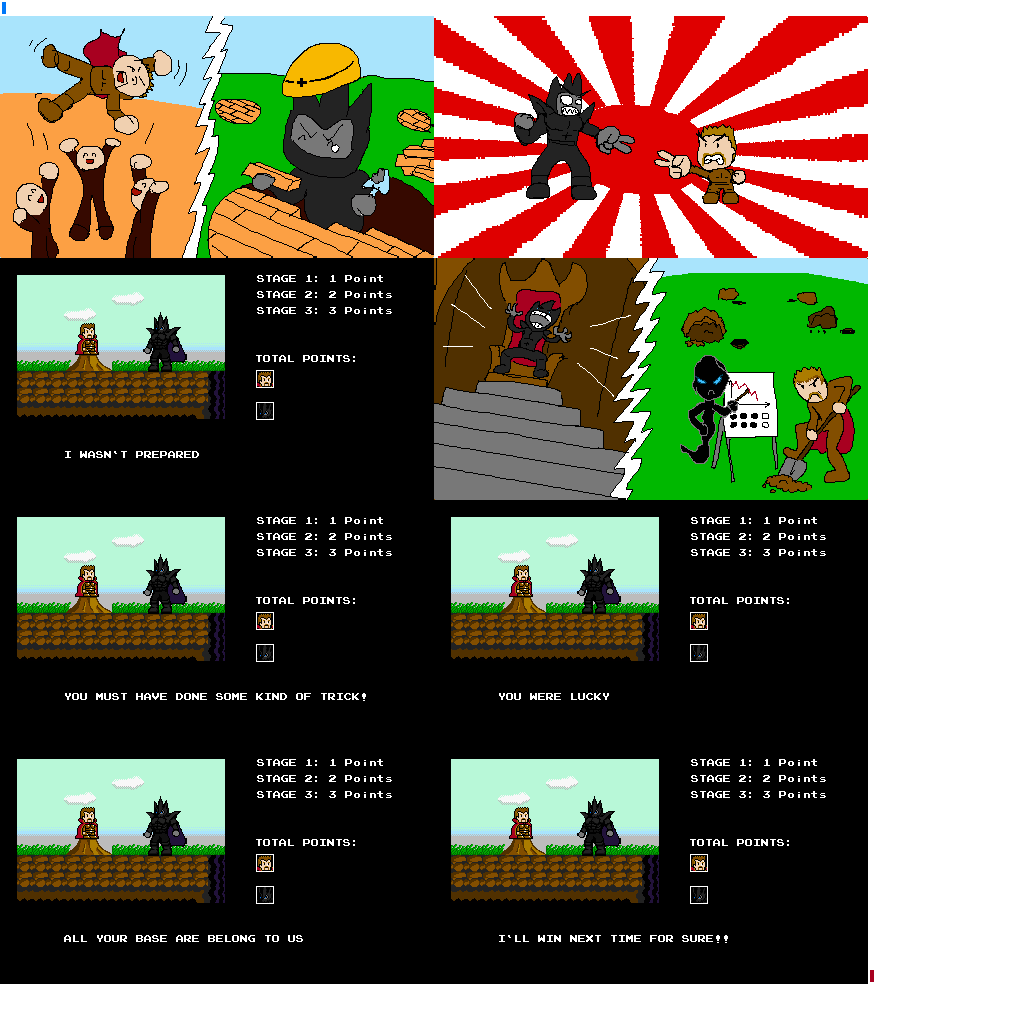 STAGE 1: 1 Point
STAGE 2: 2 Points
STAGE 3: 3 Points
TOTAL POINTS:
I WASN'T PREPARED
STAGE 1: 1 Point
STAGE 2: 2 Points
STAGE 3: 3 Points
TOTAL POINTS:
YOU MUST HAVE DONE SOME KIND OF TRICK!
STAGE 1: 1 Point
STAGE 2: 2 Points
STAGE 3: 3 Points
TOTAL POINTS:
YOU WERE LUCKY
STAGE 1: 1 Point
STAGE 2: 2 Points
STAGE 3: 3 Points
TOTAL POINTS:
ALL YOUR BASE ARE BELONG TO US
STAGE 1: 1 Point
STAGE 2: 2 Points
STAGE 3: 3 Points
TOTAL POINTS:
I'LL WIN NEXT TIME FOR SURE!!